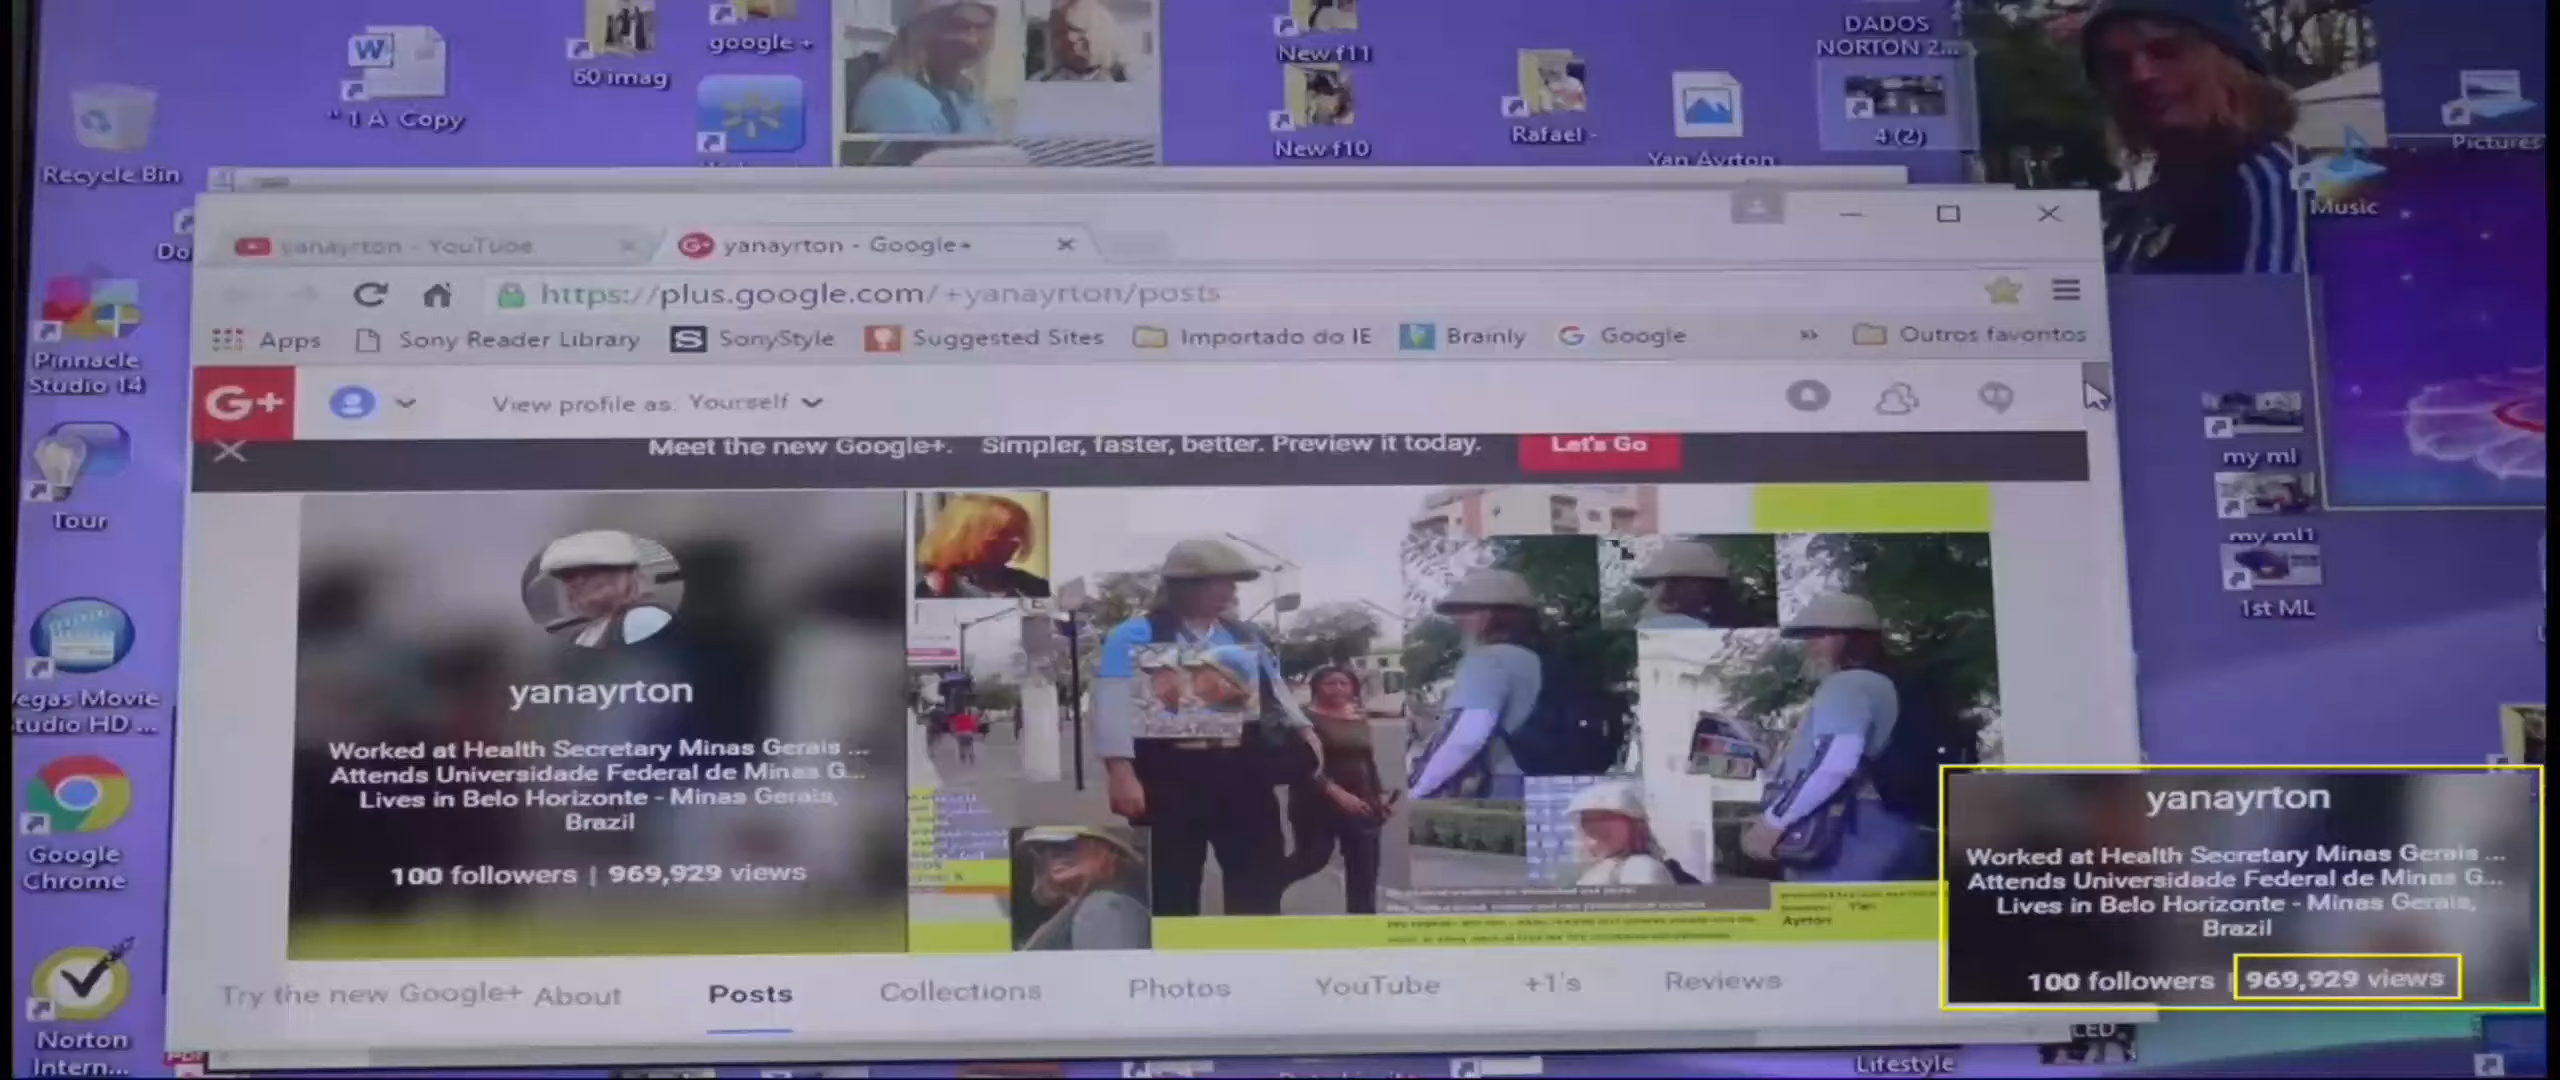 DADOS
NORTON 2...
google +
New f11
60 imag
"1 A Copy
Rafael -
New f10
Yan Ayrton
4 (2)
Pictures
Recycle Bin
Music
Do
yanayrton - YouTube
yanayrton - Google+
https://plus.google.com/+yanayrton/posts
Apps
Sony Reader Library
SonyStyle
Suggested Sites
Importado do IE
Brainly
Google
»
Outros favoritos
Pinnacle
Studio 14
G+
View profile as: Yourself
Meet the new Google+. Simpler, faster, better. Preview it today.
Let's Go
my ml
my ml1
1st ML
Tour
yanayrton
Worked at Health Secretary Minas Gerais ...
Attends Universidade Federal de Minas G...
Lives in Belo Horizonte - Minas Gerais,
Brazil
100 followers | 969,929 views
Ayrton
Vegas Movie
Studio HD ...
Google
Chrome
Norton
Intern...
Try the new Google+
About
Posts
Collections
Photos
YouTube
+1's
Reviews
yanayrton
Worked at Health Secretary Minas Gerais ...
Attends Universidade Federal de Minas G...
Lives in Belo Horizonte - Minas Gerais,
Brazil
100 followers | 969,929 views
Lifestyle